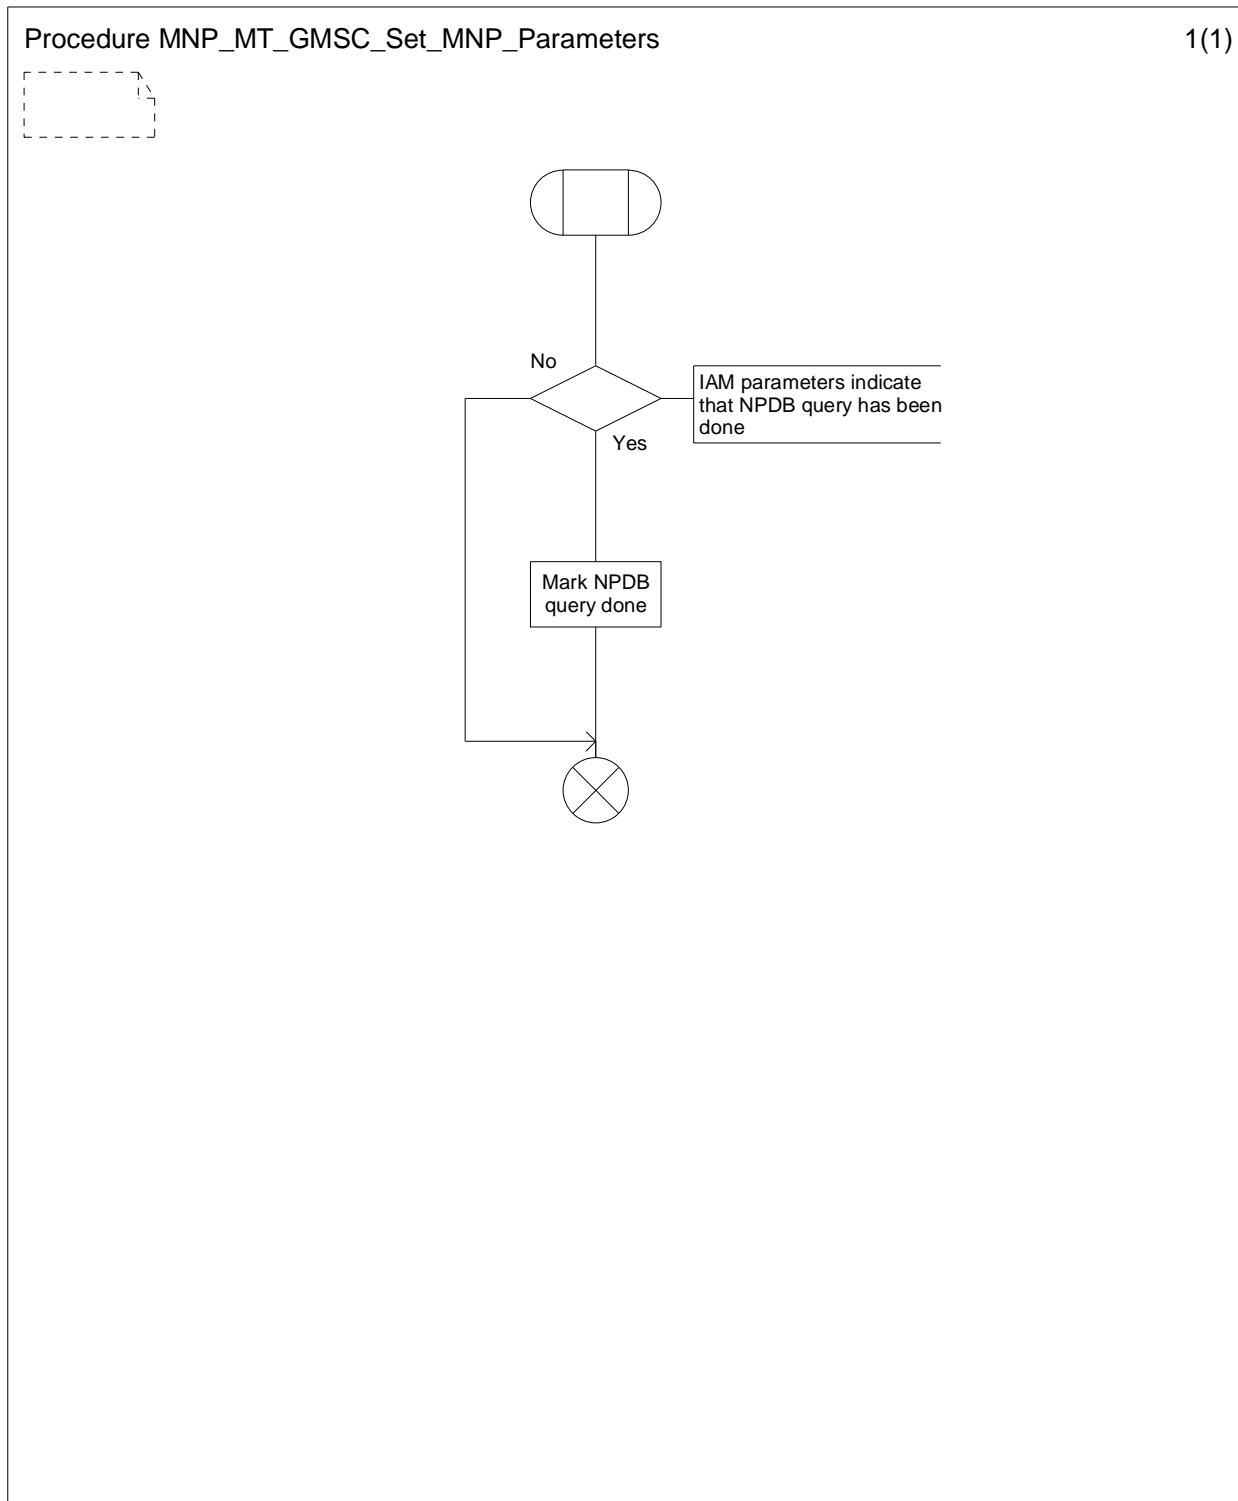 Procedure MNP_MT_GMSC_Set_MNP_Parameters 1(1)
No
IAM parameters indicate
that NPDB query has been
done
Yes
Mark NPDB
query done